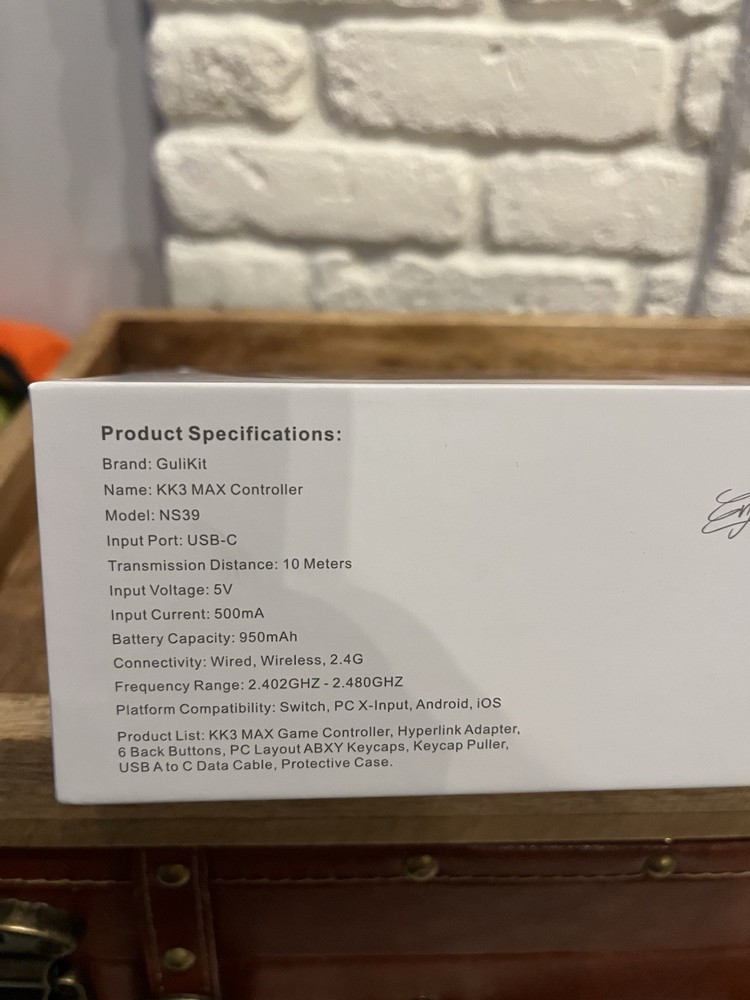 Product Specifications:
Brand: GuliKit
Name: KK3 MAX Controller
Model: NS39
Input Port: USB-C
Transmission Distance: 10 Meters
Input Voltage: 5V
Input Current: 500mA
Battery Capacity: 950mAh
Connectivity: Wired, Wireless, 2.4G
Frequency Range: 2.402GHZ - 2.480GHZ
Platform Compatibility: Switch, PC X-Input, Android, iOS
Product List: KK3 MAX Game Controller, Hyperlink Adapter,
6 Back Buttons, PC Layout ABXY Keycaps, Keycap Puller,
USB A to C Data Cable, Protective Case.